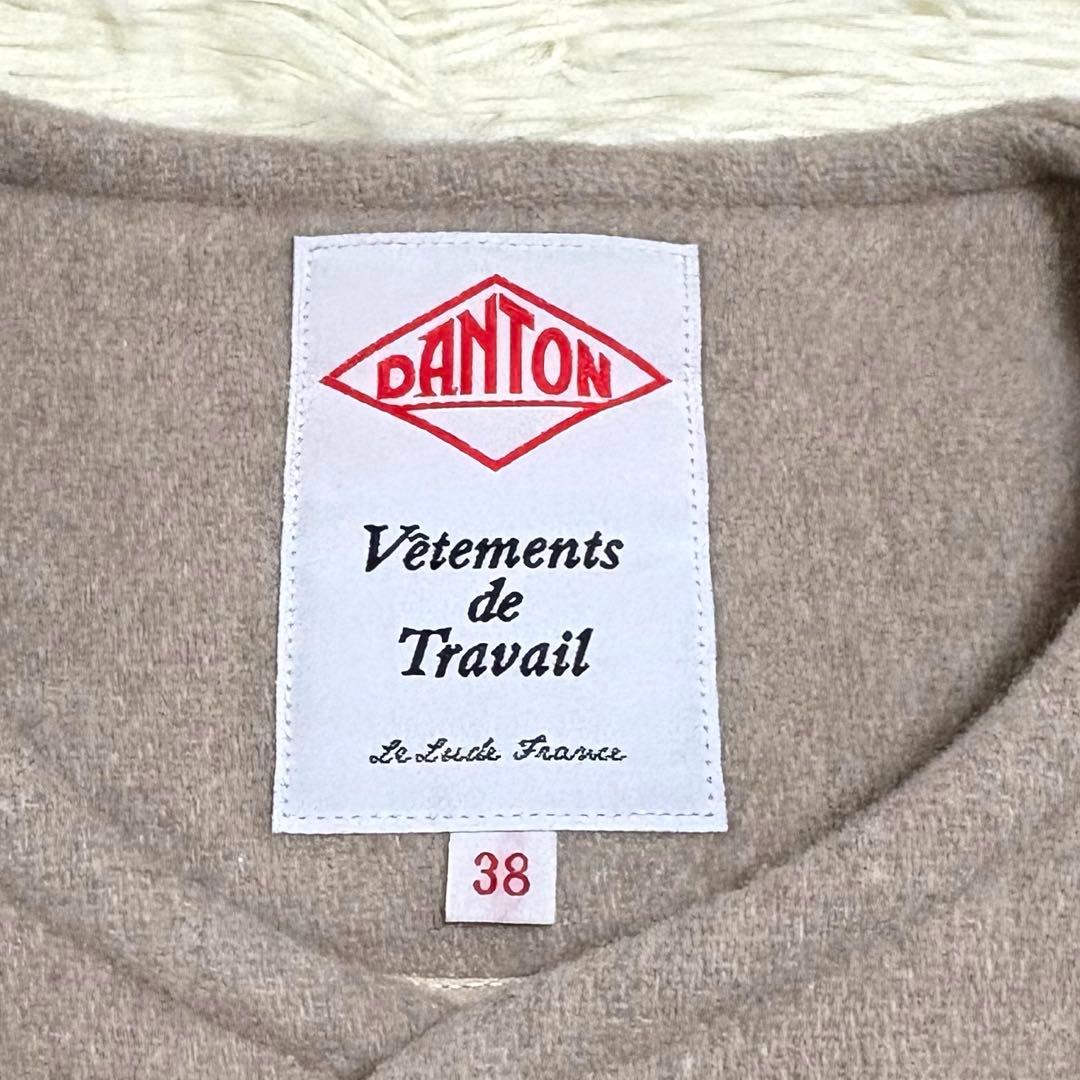 DANTON
Vêtements
de
Travail
Le Lude France
38